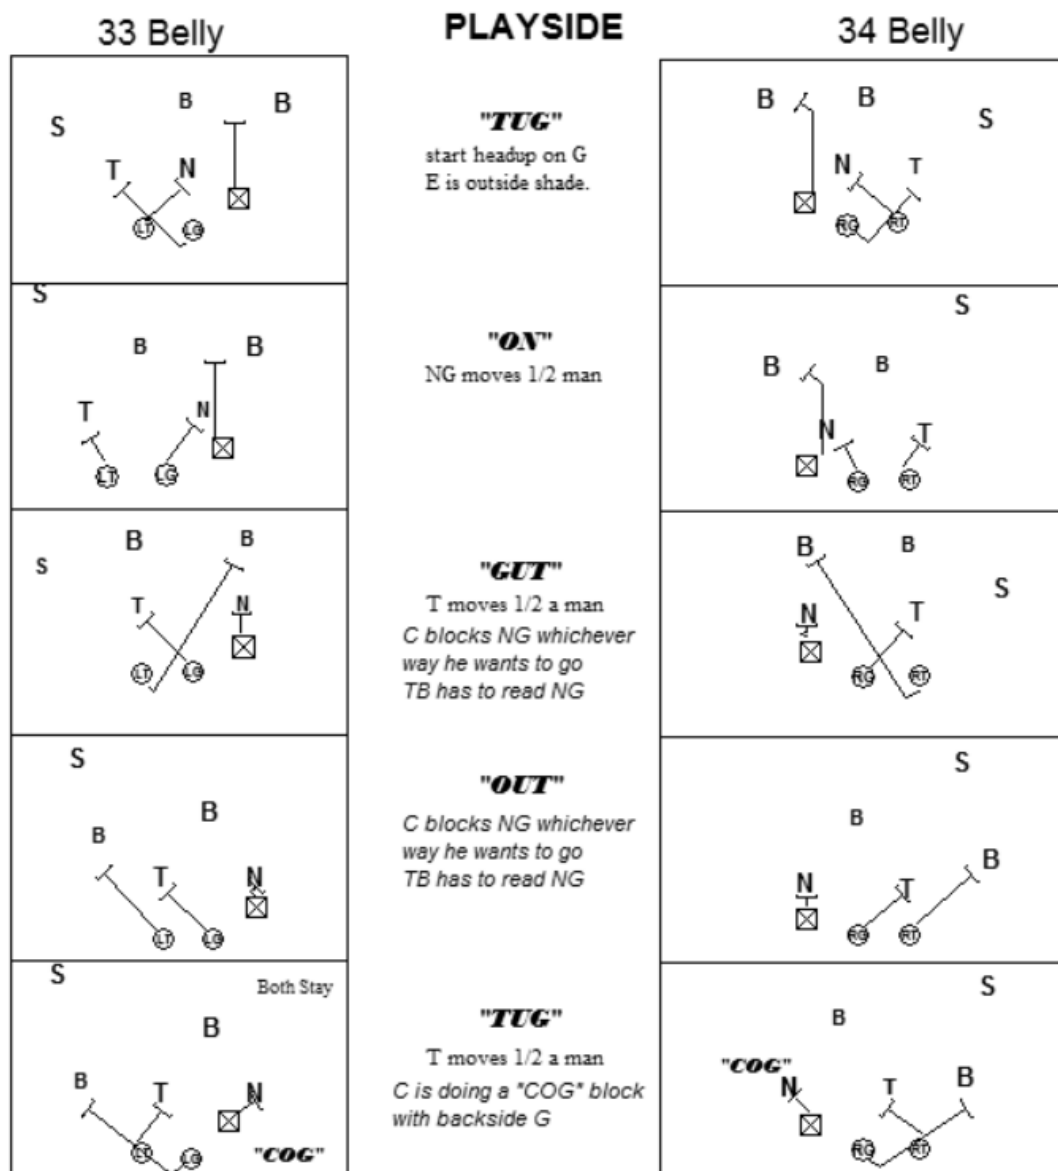 33 Belly
PLAYSIDE
34 Belly
B
B
S
T
N
LT
LG
"TUG"
start headup on G
E is outside shade.
B
B
S
N
T
RG
RT
S
B
B
T
N
LT
LG
"ON"
NG moves 1/2 man
S
B
B
N
T
RG
RT
B
B
S
T
N
LT
LG
"GUT"
T moves 1/2 a man
C blocks NG whichever
way he wants to go
TB has to read NG
B
B
S
N
T
RG
RT
S
B
B
T
N
LT
LG
"OUT"
C blocks NG whichever
way he wants to go
TB has to read NG
S
B
B
N
T
RG
RT
S
Both Stay
B
B
T
N
LT
LG
"COG"
"TUG"
T moves 1/2 a man
C is doing a "COG" block
with backside G
S
B
"COG"
N
T
B
RG
RT